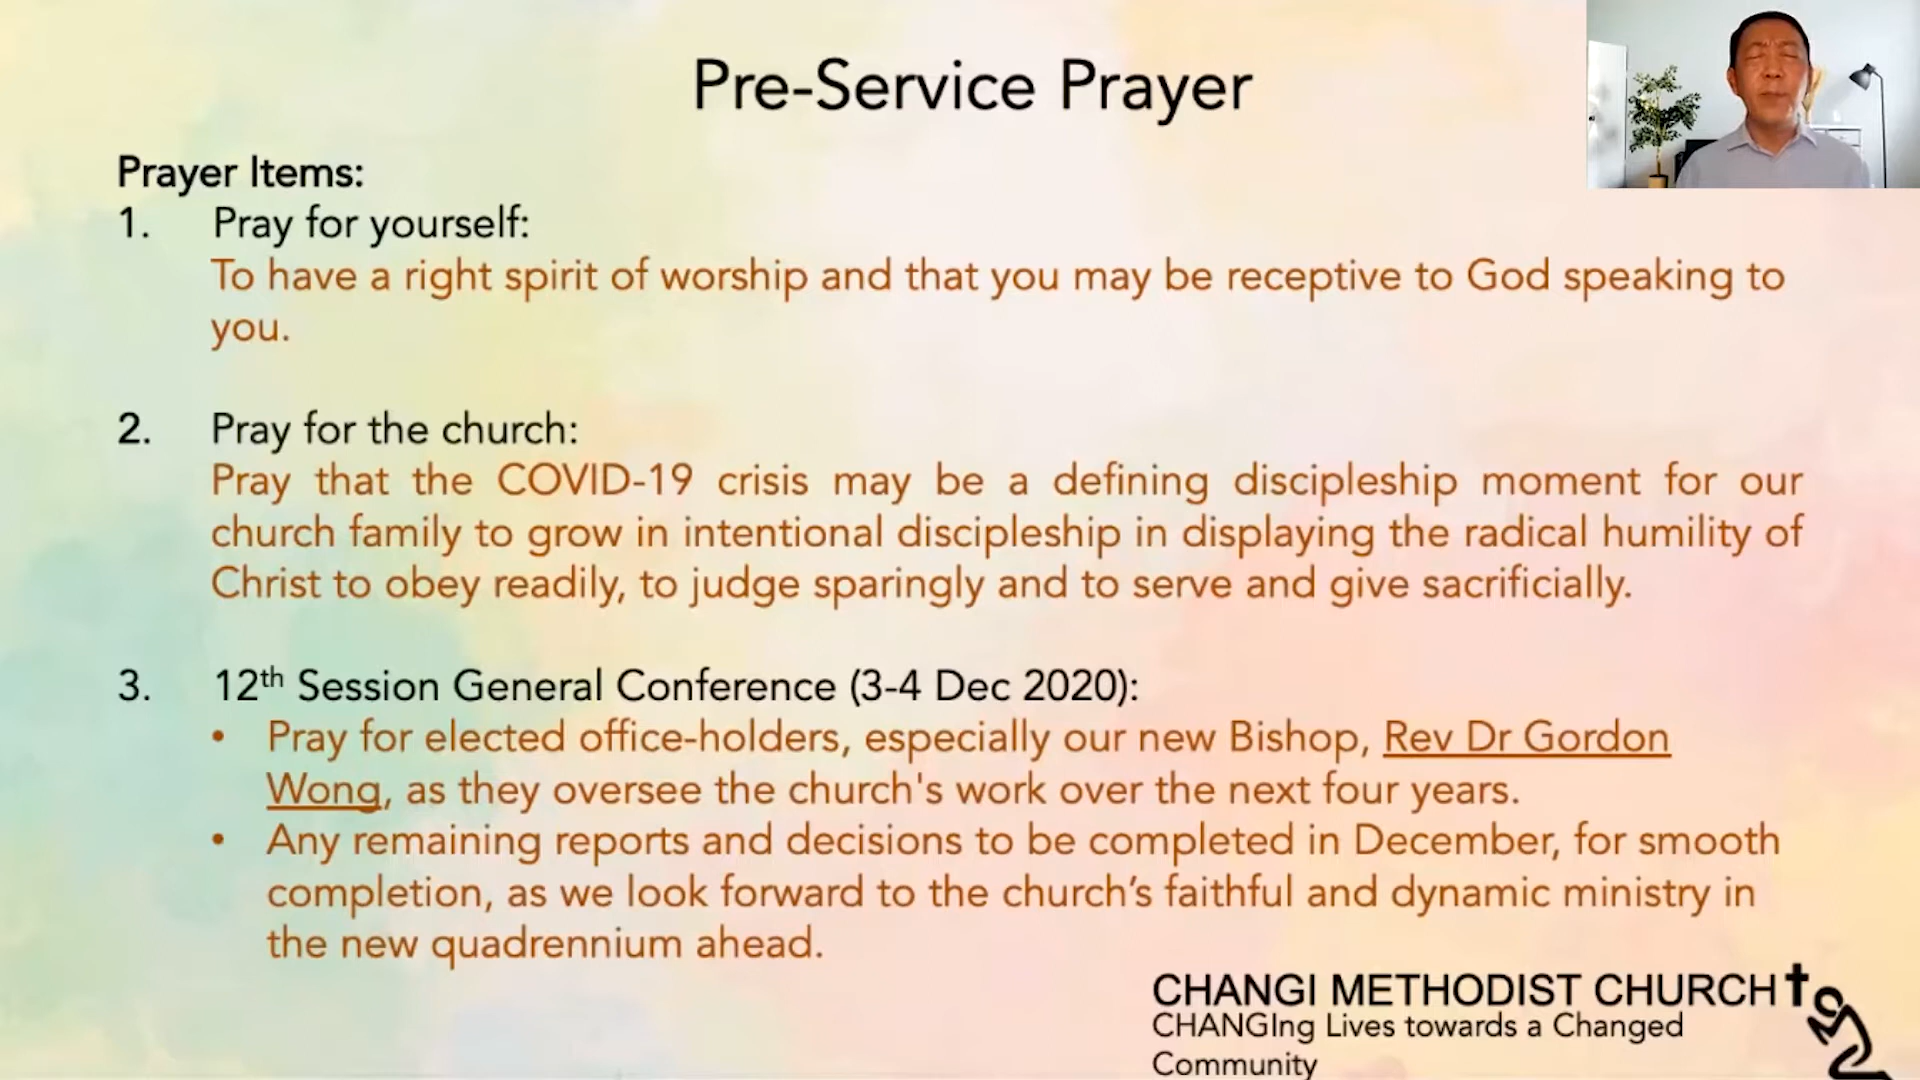 Pre-Service Prayer
Prayer Items:
1. Pray for yourself:
To have a right spirit of worship and that you may be receptive to God speaking to
you.
2. Pray for the church:
Pray that the COVID-19 crisis may be a defining discipleship moment for our
church family to grow in intentional discipleship in displaying the radical humility of
Christ to obey readily, to judge sparingly and to serve and give sacrificially.
3. 12th Session General Conference (3-4 Dec 2020):
• Pray for elected office-holders, especially our new Bishop, Rev Dr Gordon
Wong, as they oversee the church's work over the next four years.
• Any remaining reports and decisions to be completed in December, for smooth
completion, as we look forward to the church’s faithful and dynamic ministry in
the new quadrennium ahead.
CHANGI METHODIST CHURCH
CHANGIng Lives towards a Changed
Community